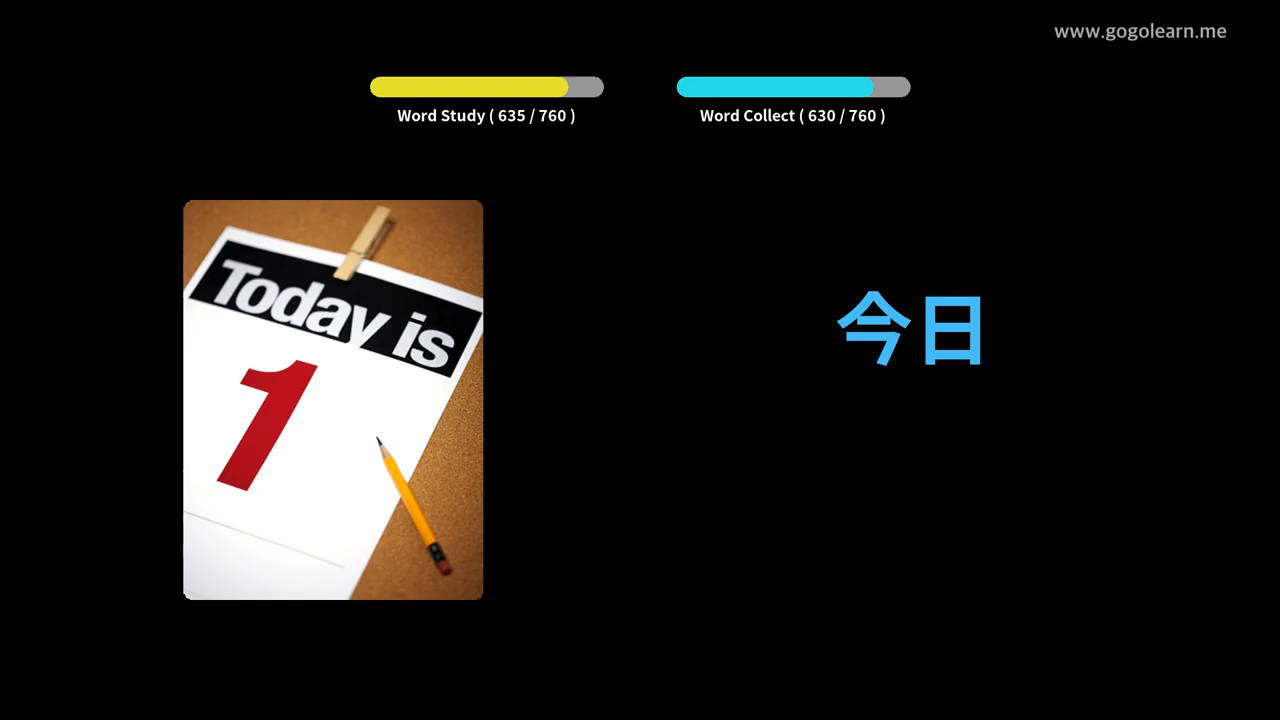 www.gogolearn.me
Word Study ( 635 / 760 )
Word Collect ( 630 / 760 )
Today is
1
今日